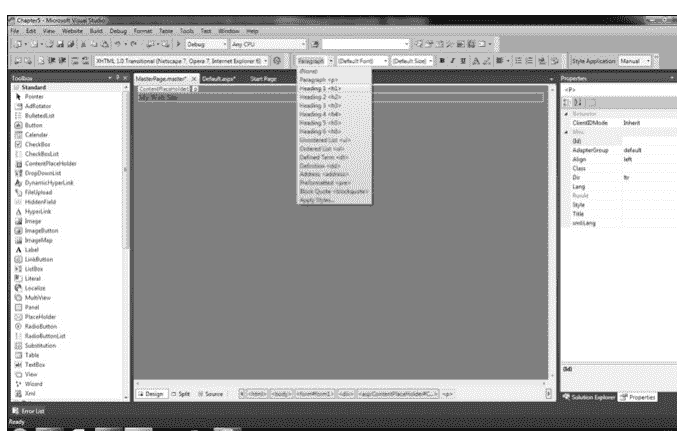 Chapter5 - Microsoft Visual Studio
File Edit View Website Build Debug Format Table Tools Test Window Help
Debug Any CPU
XHTML 1.0 Transitional (Netscape 7, Opera 7, Internet Explorer 6) Paragraph (Default Font) (Default Size) B I U A Style Application Manual
Toolbox
Standard
Pointer
AdRotator
BulletedList
Button
Calendar
CheckBox
CheckBoxList
ContentPlaceHolder
DropDownList
DynamicHyperLink
FileUpload
HiddenField
HyperLink
Image
ImageButton
ImageMap
Label
LinkButton
ListBox
Literal
Localize
MultiView
Panel
PlaceHolder
RadioButton
RadioButtonList
Substitution
Table
TextBox
View
Wizard
Xml
MasterPage.master* Default.aspx* Start Page
My Web Site
(None)
Paragraph <p>
Heading 1 <h1>
Heading 2 <h2>
Heading 3 <h3>
Heading 4 <h4>
Heading 5 <h5>
Heading 6 <h6>
Unordered List <ul>
Ordered List <ol>
Defined Term <dt>
Definition <dd>
Address <address>
Preformatted <pre>
Block Quote <blockquote>
Apply Styles...
Design Split Source <html> <body> <form#form1> <div> <asp:ContentPlaceHolder#C...> <p>
Properties
<P>
Behavior
ClientIDMode Inherit
Misc
(Id)
AdapterGroup default
Align left
Class
Dir ltr
Lang
RunAt
Style
Title
xml:Lang
(Id)
Solution Explorer Properties
Error List
Ready